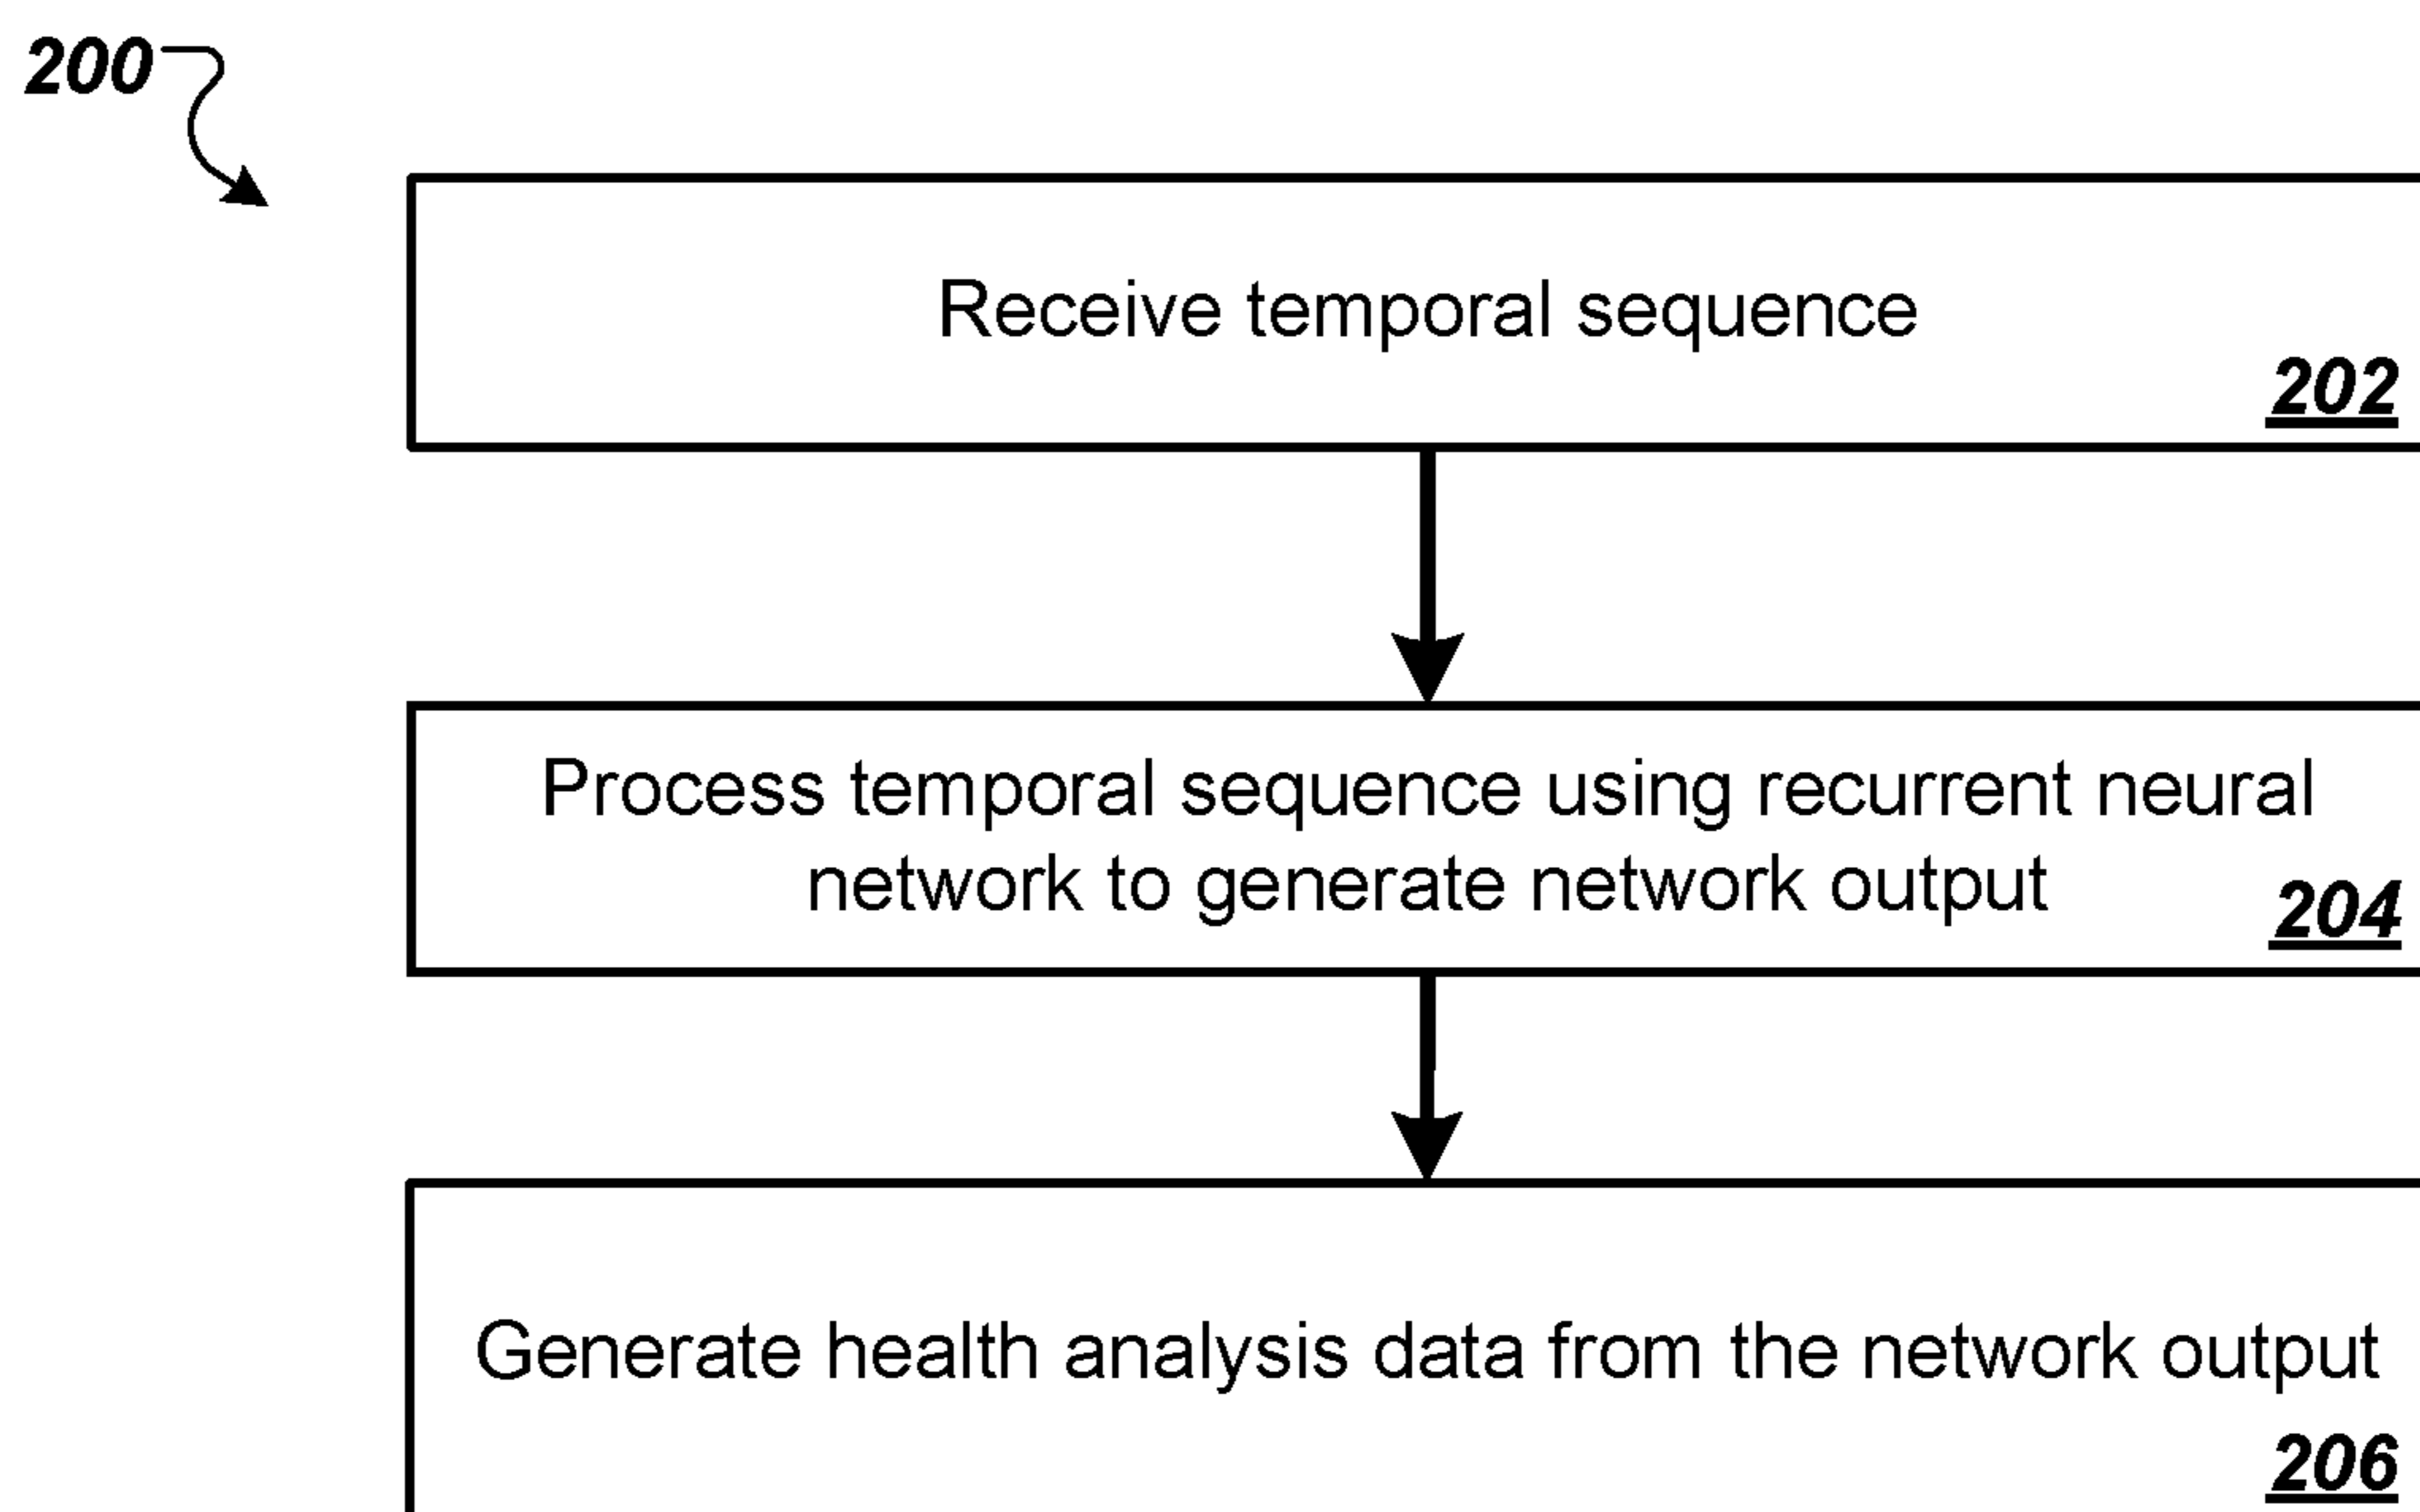 200
Receive temporal sequence
202
Process temporal sequence using recurrent neural
network to generate network output
204
Generate health analysis data from the network output
206